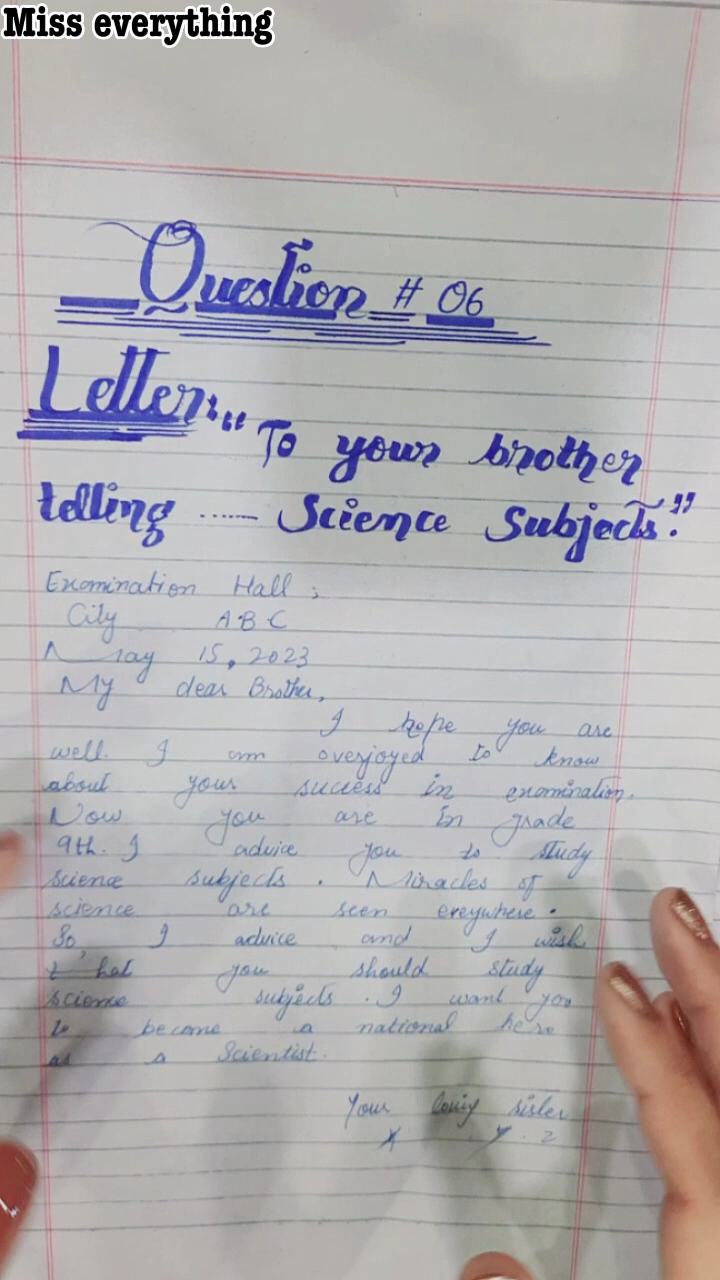 Miss everything
Question # 06
Letter:- "To your brother
telling ...... Science Subjects."
Examination Hall,
City A.B.C
May 15, 2023
My dear Brother,
I hope you are
well. I am overjoyed to know
about your success in examination.
Now you are in grade
9th. I advice you to study
science subjects. Miracles of
science are seen ereywhere.
So, I advice and I wish
that you should study
science subjects. I want you
to become a national hero
as a Scientist.
Your loving sister
X.Y.Z